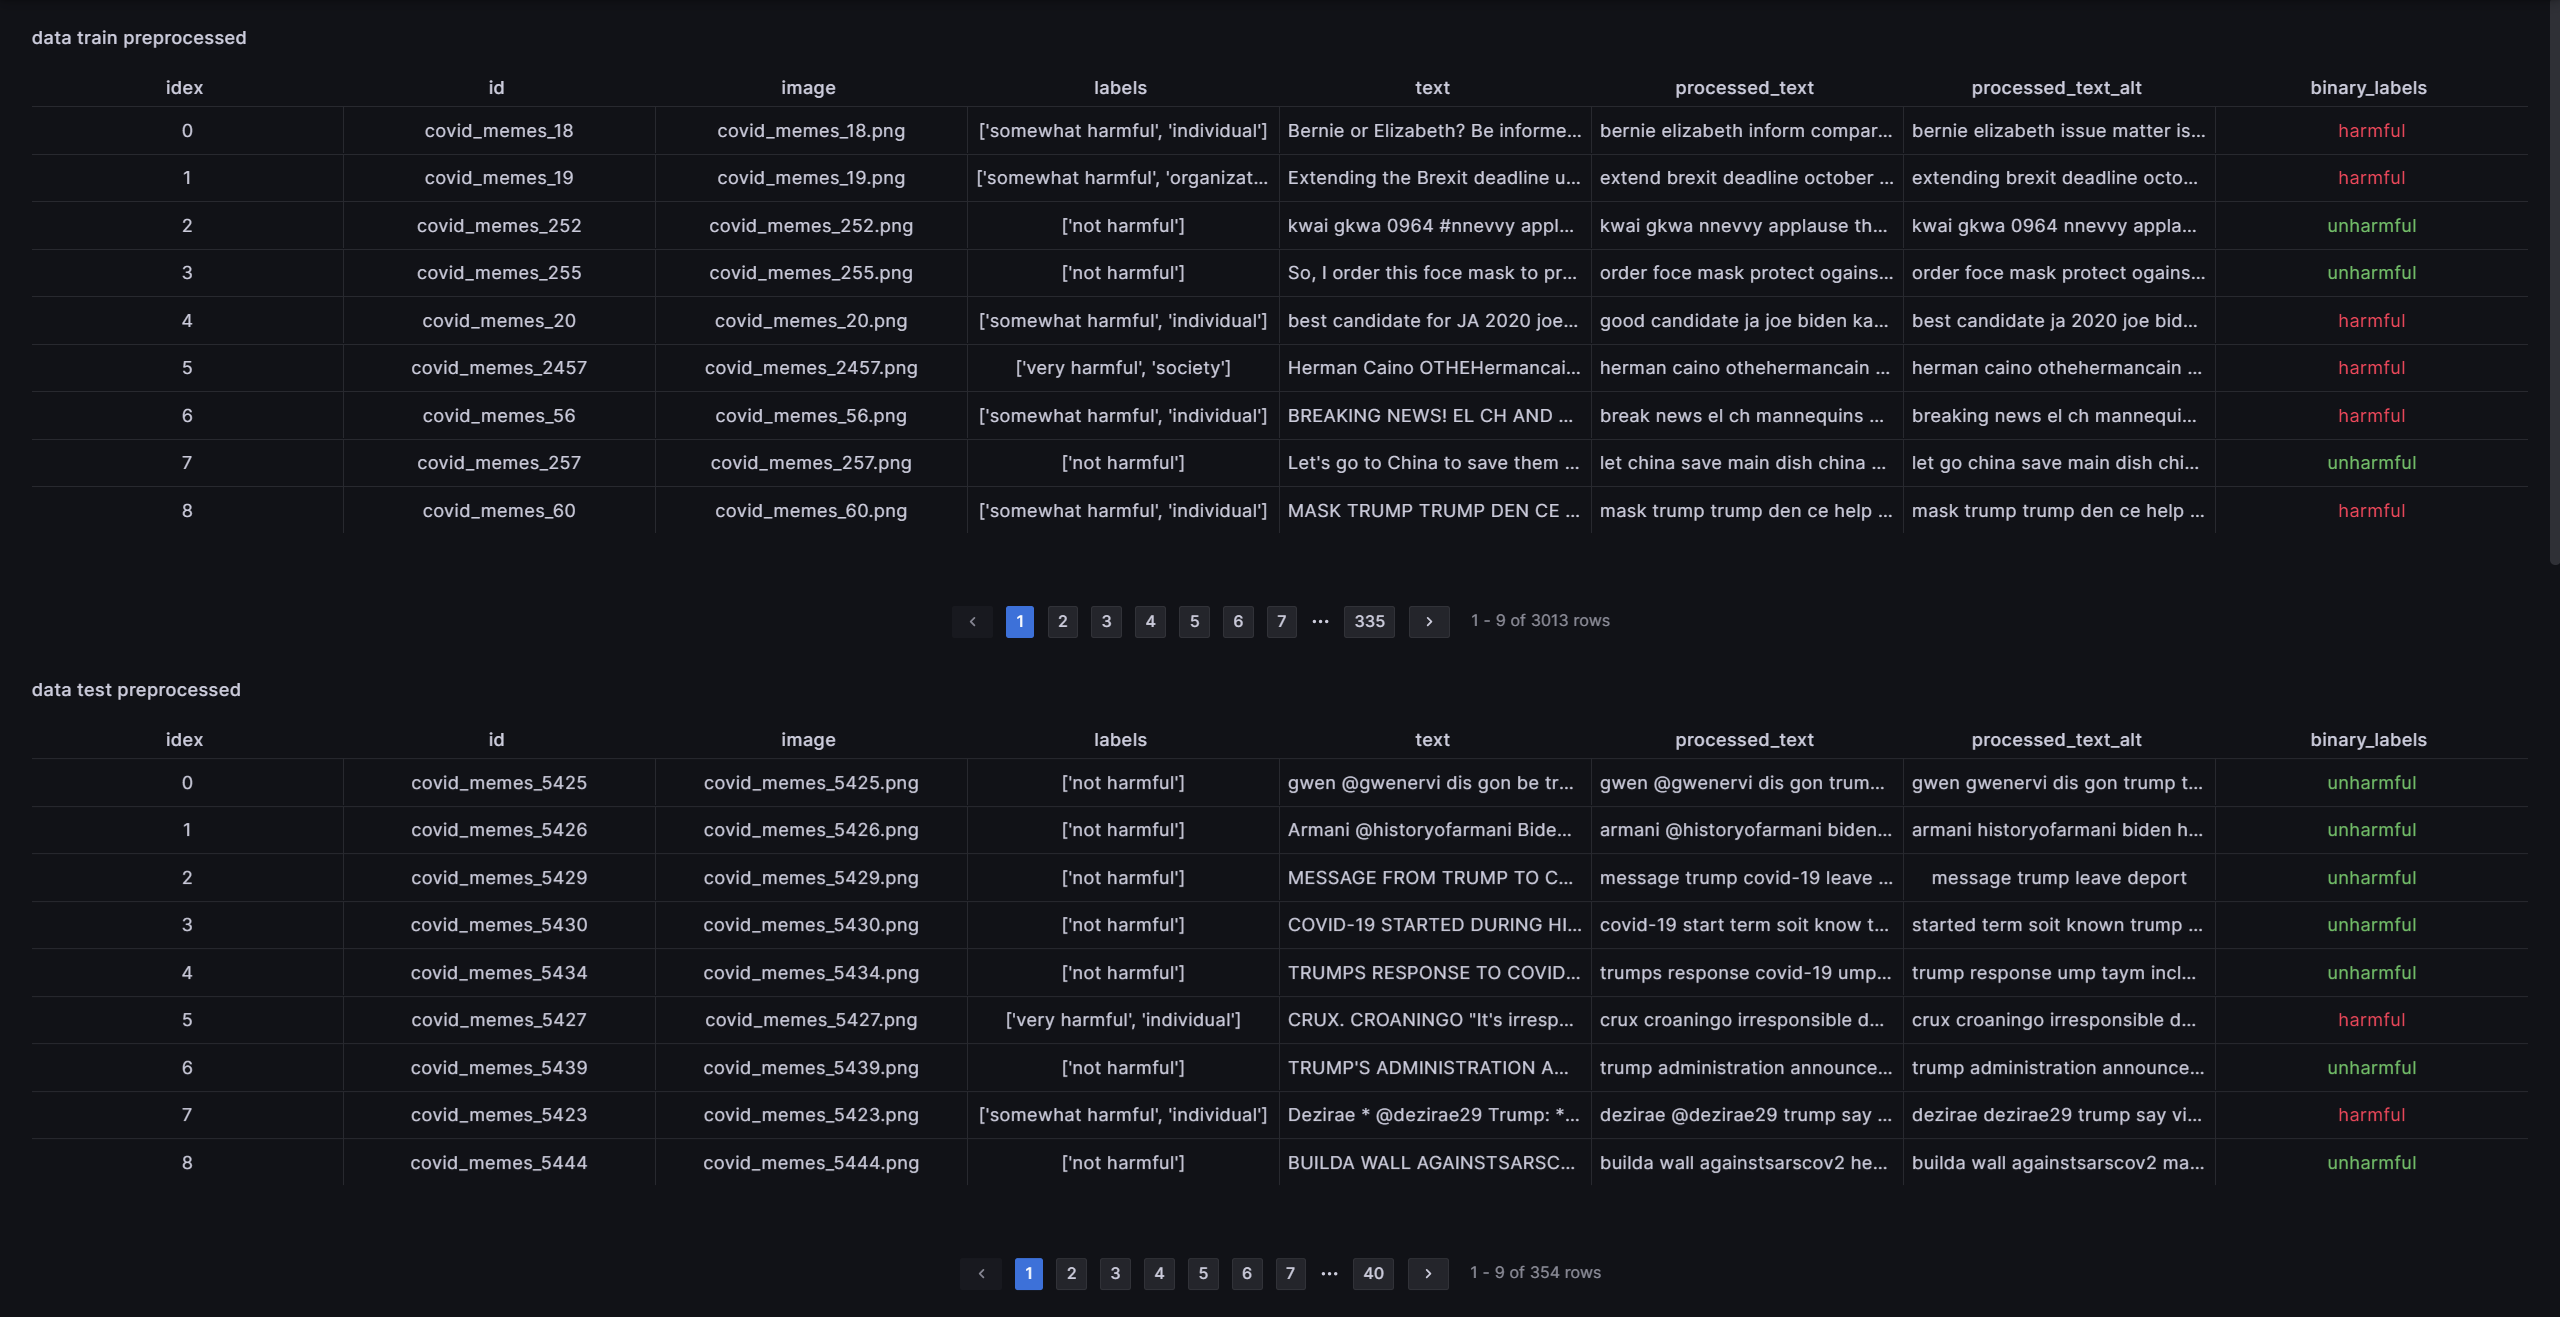 data train preprocessed
idex id image labels text processed_text processed_text_alt binary_labels
0 covid_memes_18 covid_memes_18.png ['somewhat harmful', 'individual'] Bernie or Elizabeth? Be informe... bernie elizabeth inform compar... bernie elizabeth issue matter is... harmful
1 covid_memes_19 covid_memes_19.png ['somewhat harmful', 'organizat... Extending the Brexit deadline u... extend brexit deadline october ... extending brexit deadline octo... harmful
2 covid_memes_252 covid_memes_252.png ['not harmful'] kwai gkwa 0964 #nnevvy appl... kwai gkwa nnevvy applause th... kwai gkwa 0964 nnevvy appla... unharmful
3 covid_memes_255 covid_memes_255.png ['not harmful'] So, I order this foce mask to pr... order foce mask protect ogains... order foce mask protect ogains... unharmful
4 covid_memes_20 covid_memes_20.png ['somewhat harmful', 'individual'] best candidate for JA 2020 joe... good candidate ja joe biden ka... best candidate ja 2020 joe bid... harmful
5 covid_memes_2457 covid_memes_2457.png ['very harmful', 'society'] Herman Caino OTHEHermancai... herman caino othehermancain ... herman caino othehermancain ... harmful
6 covid_memes_56 covid_memes_56.png ['somewhat harmful', 'individual'] BREAKING NEWS! EL CH AND ... break news el ch mannequins ... breaking news el ch mannequi... harmful
7 covid_memes_257 covid_memes_257.png ['not harmful'] Let's go to China to save them ... let china save main dish china ... let go china save main dish chi... unharmful
8 covid_memes_60 covid_memes_60.png ['somewhat harmful', 'individual'] MASK TRUMP TRUMP DEN CE ... mask trump trump den ce help ... mask trump trump den ce help ... harmful
‹ 1 2 3 4 5 6 7 ••• 335 › 1 - 9 of 3013 rows
data test preprocessed
idex id image labels text processed_text processed_text_alt binary_labels
0 covid_memes_5425 covid_memes_5425.png ['not harmful'] gwen @gwenervi dis gon be tr... gwen @gwenervi dis gon trum... gwen gwenervi dis gon trump t... unharmful
1 covid_memes_5426 covid_memes_5426.png ['not harmful'] Armani @historyofarmani Bide... armani @historyofarmani biden... armani historyofarmani biden h... unharmful
2 covid_memes_5429 covid_memes_5429.png ['not harmful'] MESSAGE FROM TRUMP TO C... message trump covid-19 leave ... message trump leave deport unharmful
3 covid_memes_5430 covid_memes_5430.png ['not harmful'] COVID-19 STARTED DURING HI... covid-19 start term soit know t... started term soit known trump ... unharmful
4 covid_memes_5434 covid_memes_5434.png ['not harmful'] TRUMPS RESPONSE TO COVID... trumps response covid-19 ump... trump response ump taym incl... unharmful
5 covid_memes_5427 covid_memes_5427.png ['very harmful', 'individual'] CRUX. CROANINGO "It's irresp... crux croaningo irresponsible d... crux croaningo irresponsible d... harmful
6 covid_memes_5439 covid_memes_5439.png ['not harmful'] TRUMP'S ADMINISTRATION A... trump administration announce... trump administration announce... unharmful
7 covid_memes_5423 covid_memes_5423.png ['somewhat harmful', 'individual'] Dezirae * @dezirae29 Trump: *... dezirae @dezirae29 trump say ... dezirae dezirae29 trump say vi... harmful
8 covid_memes_5444 covid_memes_5444.png ['not harmful'] BUILDA WALL AGAINSTSARSC... builda wall againstsarscov2 he... builda wall againstsarscov2 ma... unharmful
‹ 1 2 3 4 5 6 7 ••• 40 › 1 - 9 of 354 rows